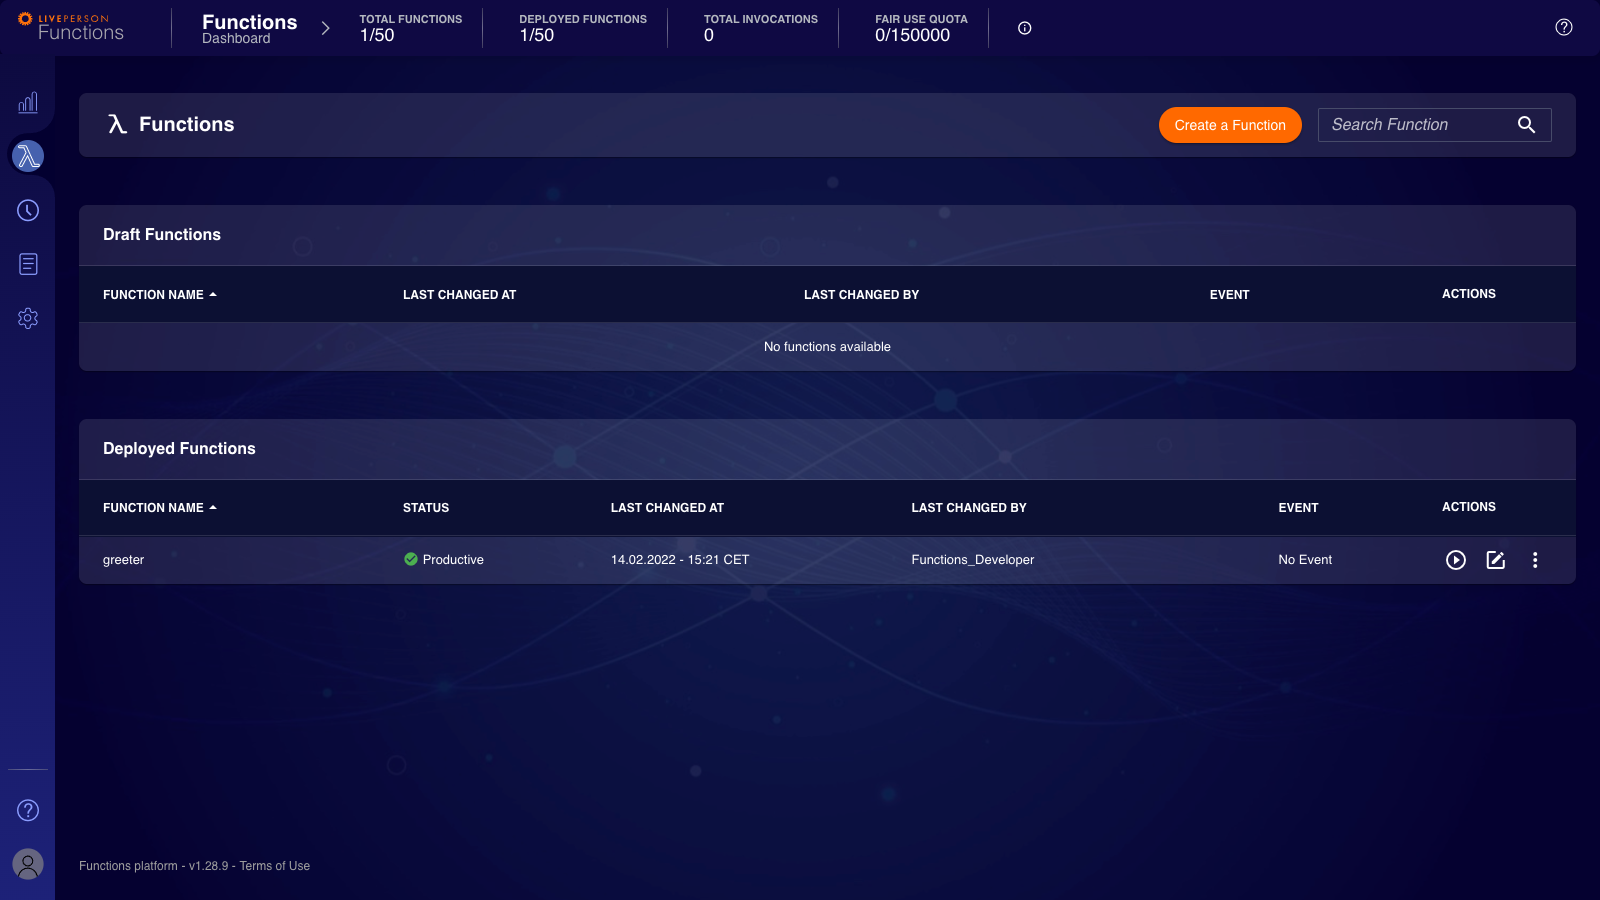 LIVEPERSON
Functions
Functions
Dashboard
TOTAL FUNCTIONS
1/50
DEPLOYED FUNCTIONS
1/50
TOTAL INVOCATIONS
0
FAIR USE QUOTA
0/150000
Functions
Create a Function
Search Function
Draft Functions
FUNCTION NAME LAST CHANGED AT LAST CHANGED BY EVENT ACTIONS
No functions available
Deployed Functions
FUNCTION NAME STATUS LAST CHANGED AT LAST CHANGED BY EVENT ACTIONS
greeter Productive 14.02.2022 - 15:21 CET Functions_Developer No Event
Functions platform - v1.28.9 - Terms of Use